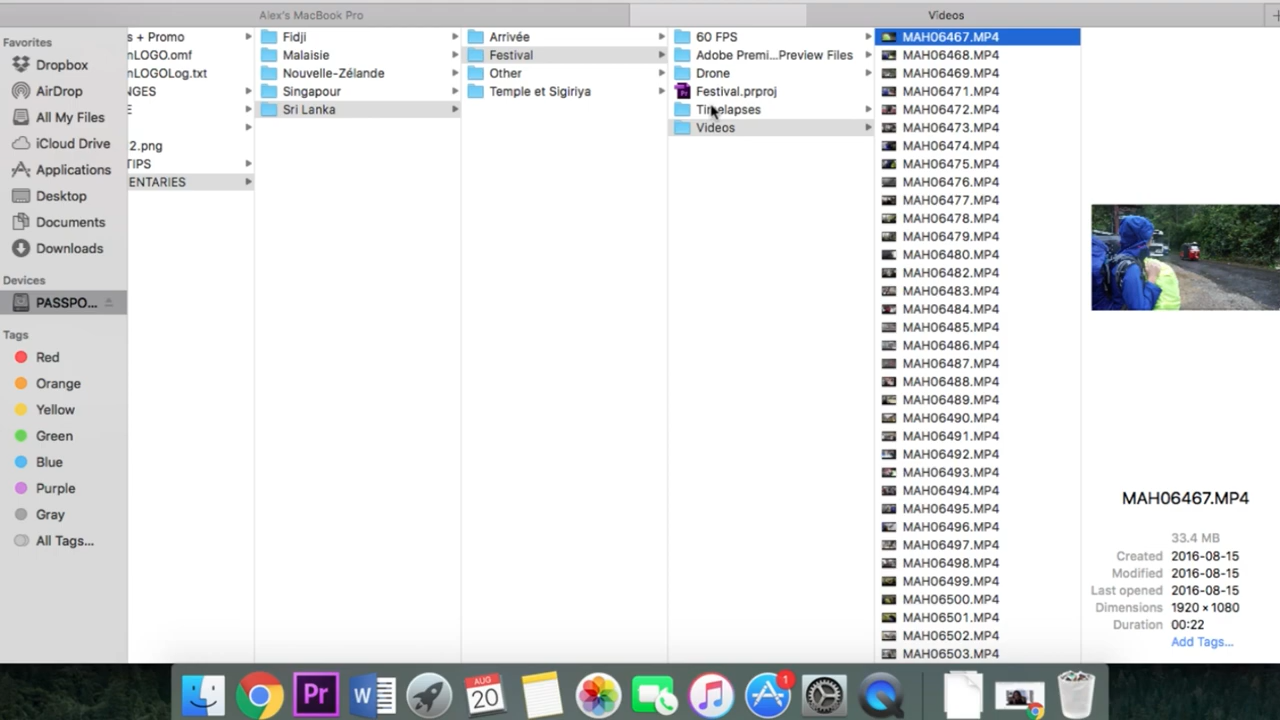 Alex's MacBook Pro
Videos
Favorites
Dropbox
AirDrop
All My Files
iCloud Drive
Applications
Desktop
Documents
Downloads
Devices
PASSPO...
Tags
Red
Orange
Yellow
Green
Blue
Purple
Gray
All Tags...
s + Promo
nLOGO.omf
nLOGOLog.txt
NGES
E
2.png
TIPS
ENTARIES
Fidji
Malaisie
Nouvelle-Zélande
Singapour
Sri Lanka
Arrivée
Festival
Other
Temple et Sigiriya
60 FPS
Adobe Premi...Preview Files
Drone
Festival.prproj
Timelapses
Videos
MAH06467.MP4
MAH06468.MP4
MAH06469.MP4
MAH06471.MP4
MAH06472.MP4
MAH06473.MP4
MAH06474.MP4
MAH06475.MP4
MAH06476.MP4
MAH06477.MP4
MAH06478.MP4
MAH06479.MP4
MAH06480.MP4
MAH06482.MP4
MAH06483.MP4
MAH06484.MP4
MAH06485.MP4
MAH06486.MP4
MAH06487.MP4
MAH06488.MP4
MAH06489.MP4
MAH06490.MP4
MAH06491.MP4
MAH06492.MP4
MAH06493.MP4
MAH06494.MP4
MAH06495.MP4
MAH06496.MP4
MAH06497.MP4
MAH06498.MP4
MAH06499.MP4
MAH06500.MP4
MAH06501.MP4
MAH06502.MP4
MAH06503.MP4
MAH06467.MP4
33.4 MB
Created 2016-08-15
Modified 2016-08-15
Last opened 2016-08-15
Dimensions 1920 × 1080
Duration 00:22
Add Tags...
Pr
W
AUG
20
1